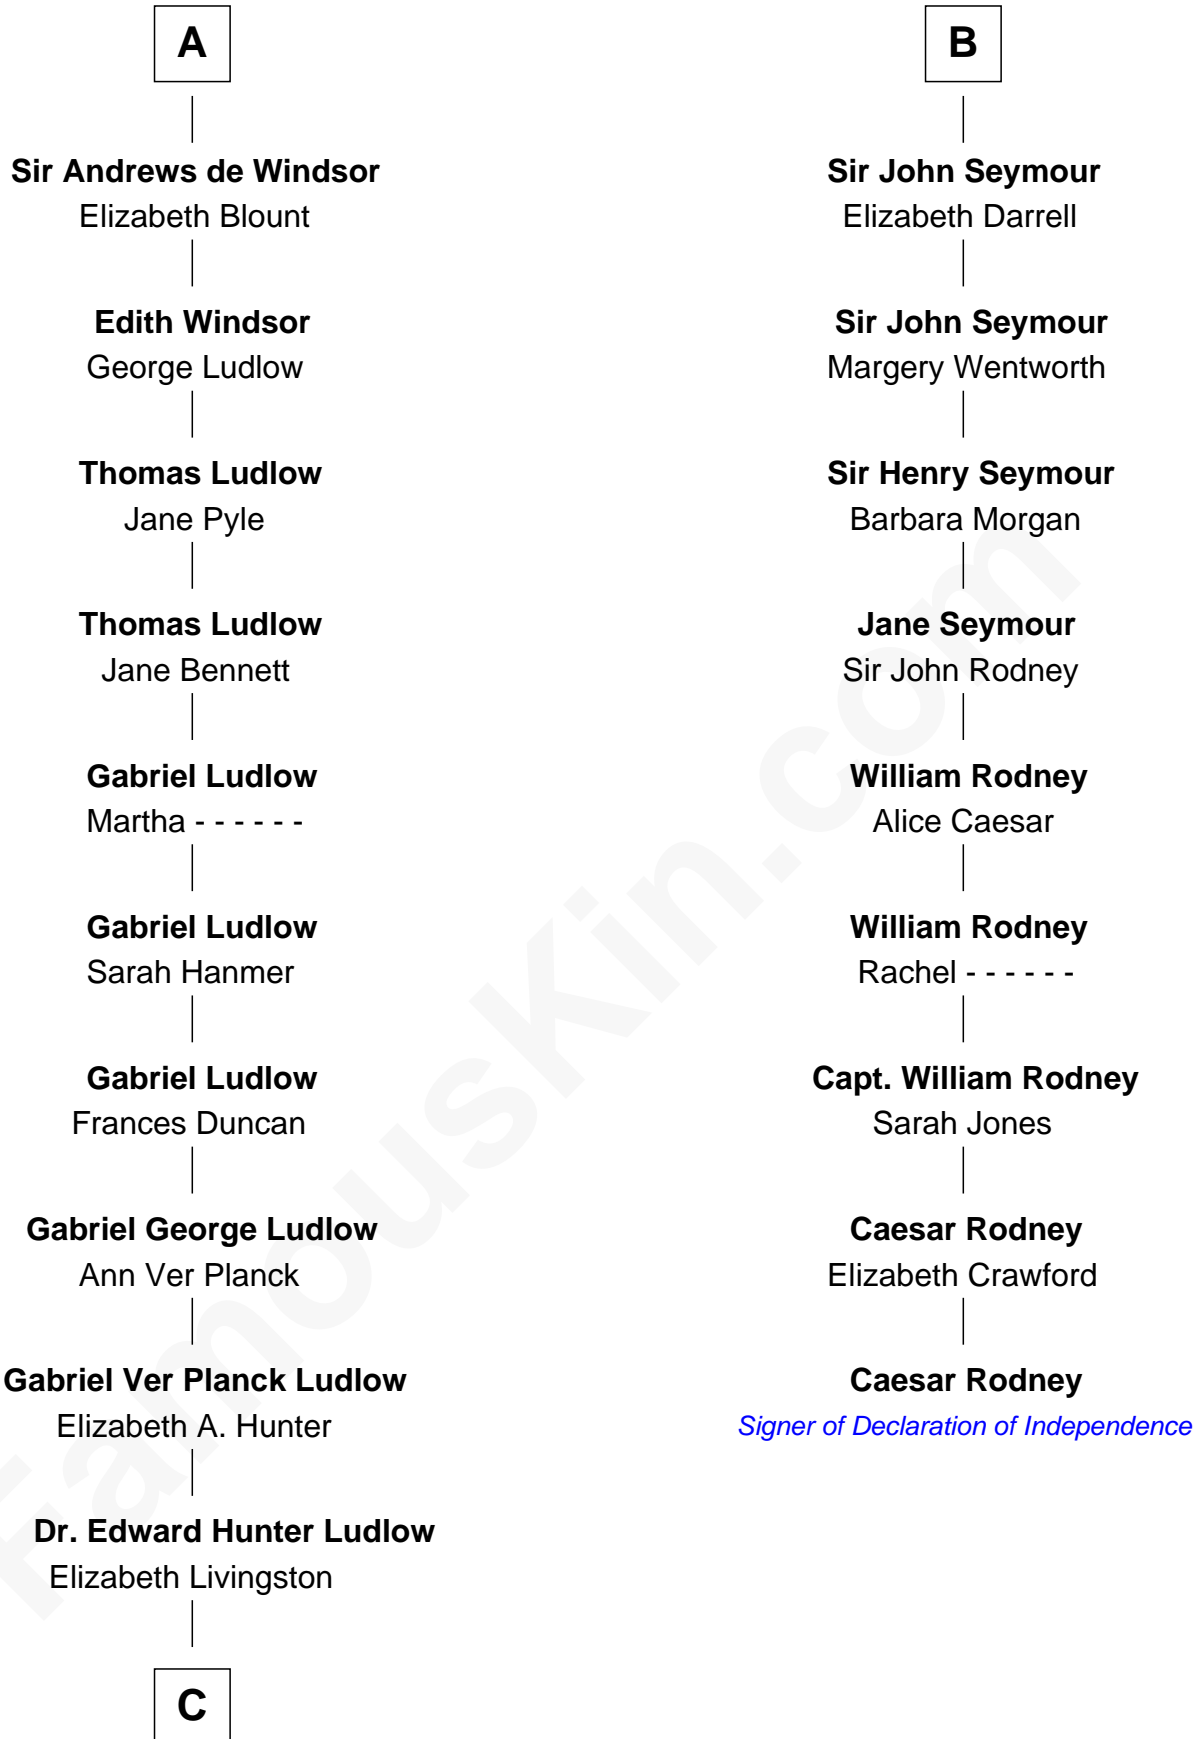 A
Sir Andrews de Windsor
Elizabeth Blount
Edith Windsor
George Ludlow
Thomas Ludlow
Jane Pyle
Thomas Ludlow
Jane Bennett
Gabriel Ludlow
Martha - - - - - -
Gabriel Ludlow
Sarah Hanmer
Gabriel Ludlow
Frances Duncan
Gabriel George Ludlow
Ann Ver Planck
Gabriel Ver Planck Ludlow
Elizabeth A. Hunter
Dr. Edward Hunter Ludlow
Elizabeth Livingston
C
B
Sir John Seymour
Elizabeth Darrell
Sir John Seymour
Margery Wentworth
Sir Henry Seymour
Barbara Morgan
Jane Seymour
Sir John Rodney
William Rodney
Alice Caesar
William Rodney
Rachel - - - - - -
Capt. William Rodney
Sarah Jones
Caesar Rodney
Elizabeth Crawford
Caesar Rodney
Signer of Declaration of Independence
FamousKin.com